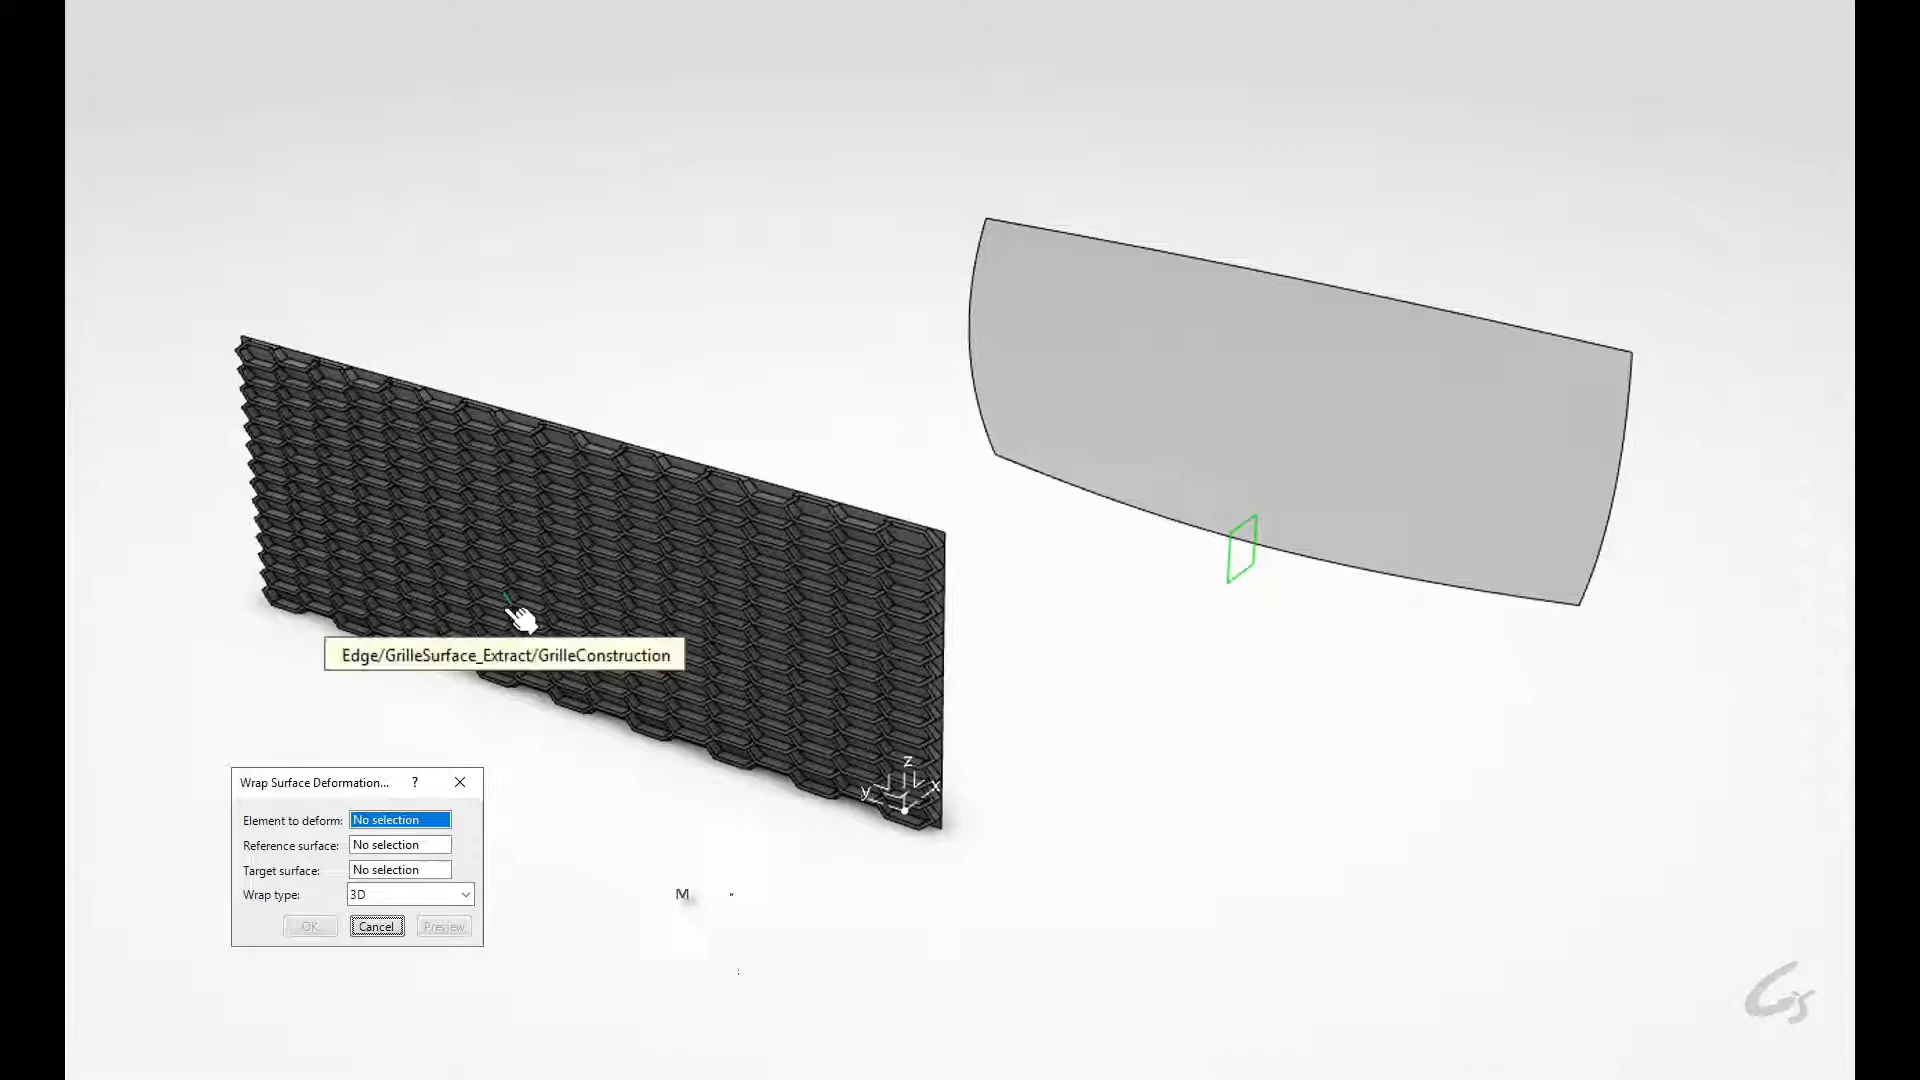 Edge/GrilleSurface_Extract/GrilleConstruction
z
y
x
Wrap Surface Deformation... ?
Element to deform: No selection
Reference surface: No selection
Target surface: No selection
Wrap type: 3D
OK Cancel Preview
M